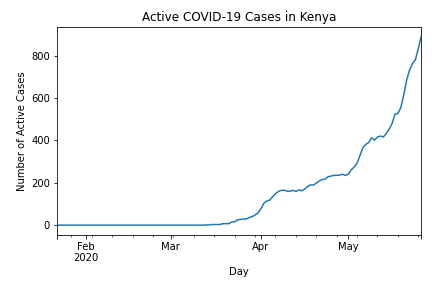 Active COVID-19 Cases in Kenya
800
600
400
200
0
Number of Active Cases
Feb
2020
Mar
Apr
May
Day